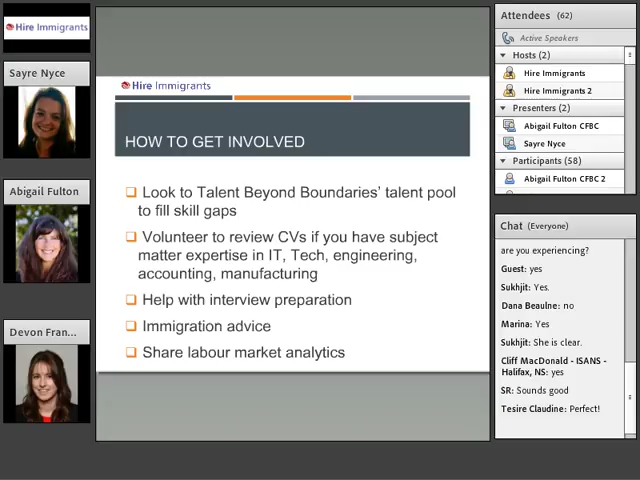 Hire Immigrants
Sayre Nyce
Abigail Fulton
Devon Fran...
Hire Immigrants
HOW TO GET INVOLVED
Look to Talent Beyond Boundaries' talent pool
to fill skill gaps
Volunteer to review CVs if you have subject
matter expertise in IT, Tech, engineering,
accounting, manufacturing
Help with interview preparation
Immigration advice
Share labour market analytics
Attendees (62)
Active Speakers
Hosts (2)
Hire Immigrants
Hire Immigrants 2
Presenters (2)
Abigail Fulton CFBC
Sayre Nyce
Participants (58)
Abigail Fulton CFBC 2
Chat (Everyone)
are you experiencing?
Guest: yes
Sukhjit: Yes.
Dana Beaulne: no
Marina: Yes
Sukhjit: She is clear.
Cliff MacDonald - ISANS -
Halifax, NS: yes
SR: Sounds good
Tesire Claudine: Perfect!